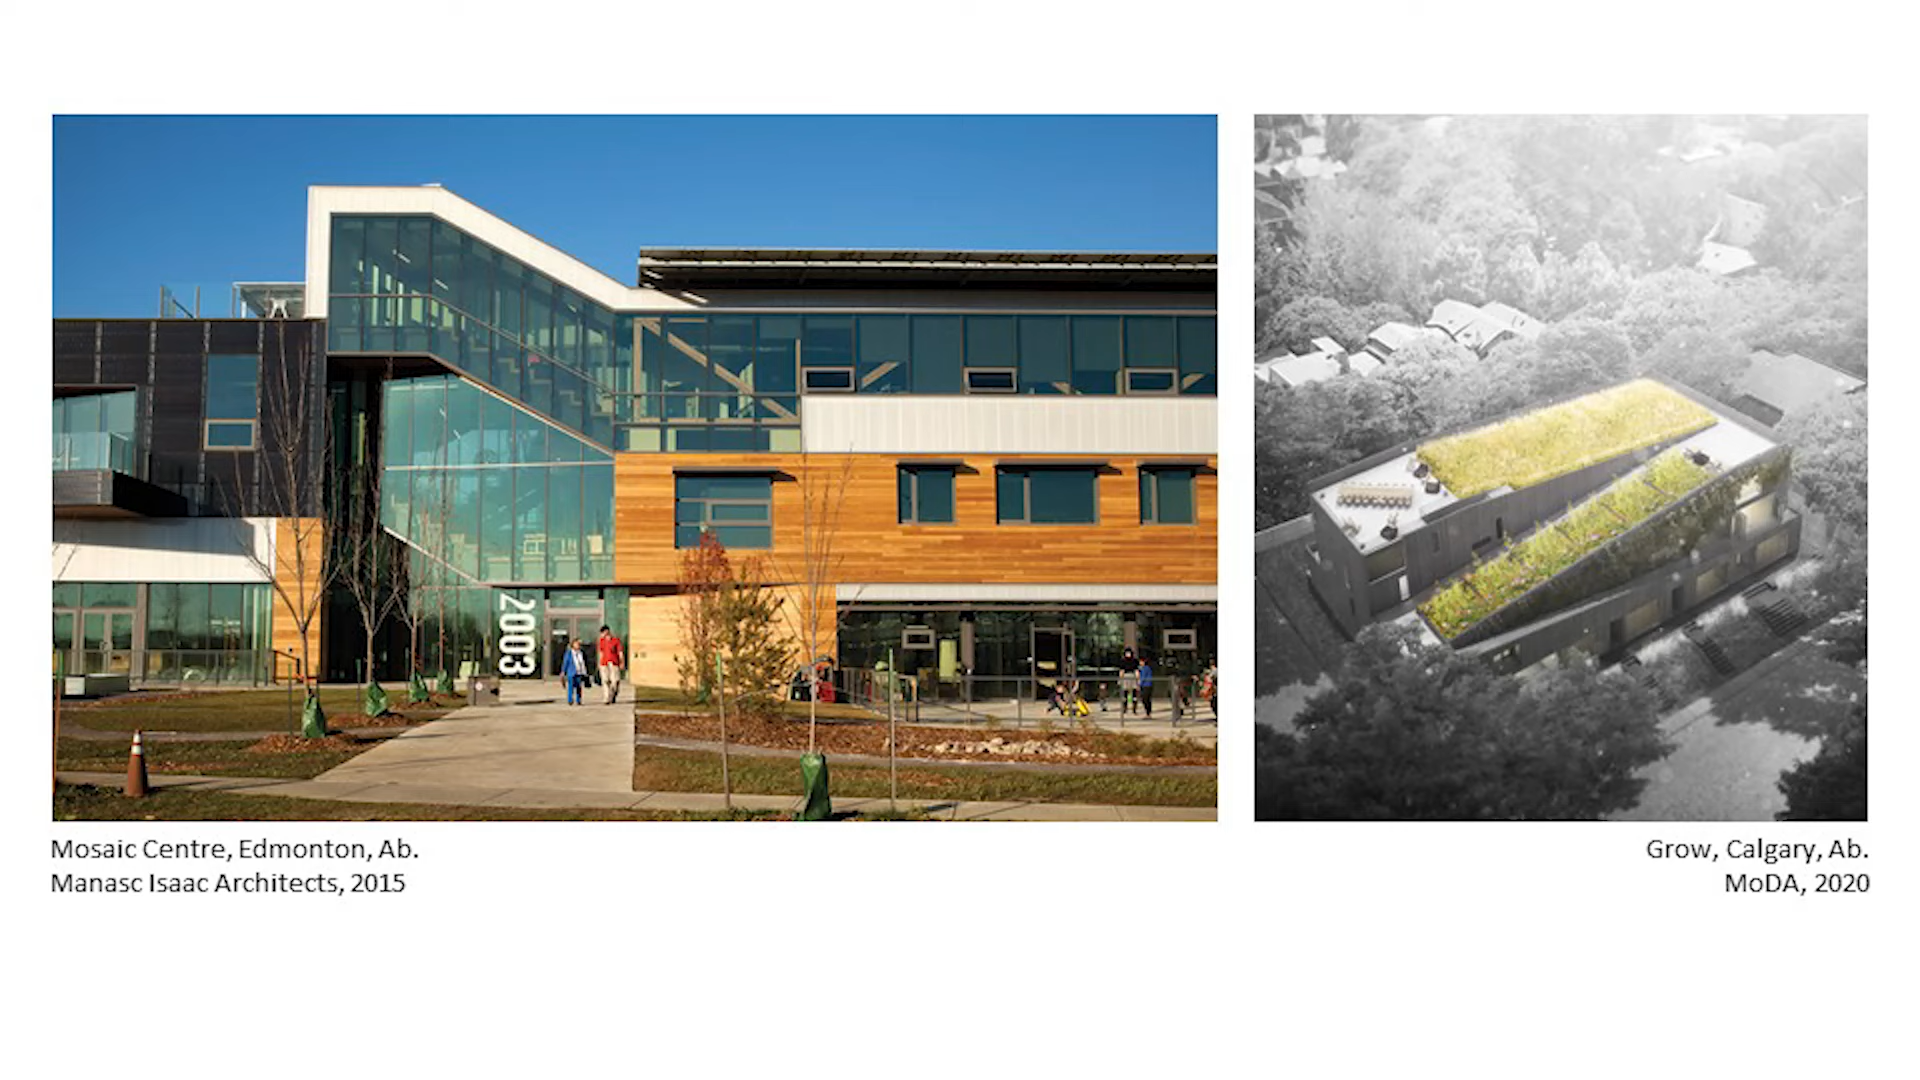 2003
Mosaic Centre, Edmonton, Ab.
Manasc Isaac Architects, 2015
Grow, Calgary, Ab.
MoDA, 2020